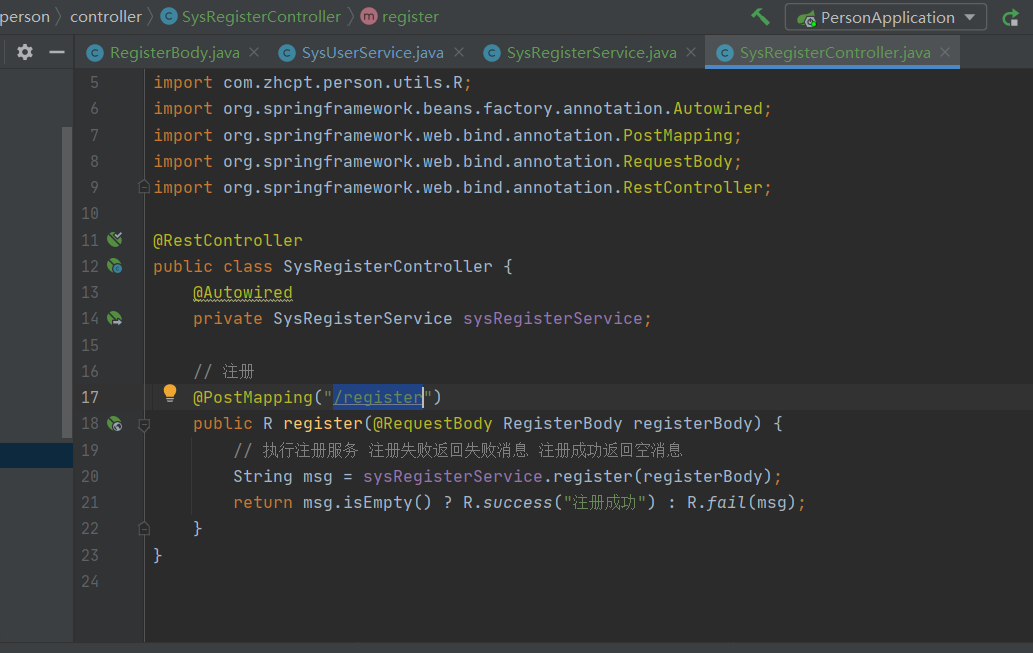 person controller SysRegisterController register PersonApplication
RegisterBody.java SysUserService.java SysRegisterService.java SysRegisterController.java
5 import com.zhcpt.person.utils.R;
6 import org.springframework.beans.factory.annotation.Autowired;
7 import org.springframework.web.bind.annotation.PostMapping;
8 import org.springframework.web.bind.annotation.RequestBody;
9 import org.springframework.web.bind.annotation.RestController;
10
11 @RestController
12 public class SysRegisterController {
13 @Autowired
14 private SysRegisterService sysRegisterService;
15
16 // 注册
17 @PostMapping("/register")
18 public R register(@RequestBody RegisterBody registerBody) {
19 // 执行注册服务 注册失败返回失败消息 注册成功返回空消息
20 String msg = sysRegisterService.register(registerBody);
21 return msg.isEmpty() ? R.success("注册成功") : R.fail(msg);
22 }
23 }
24